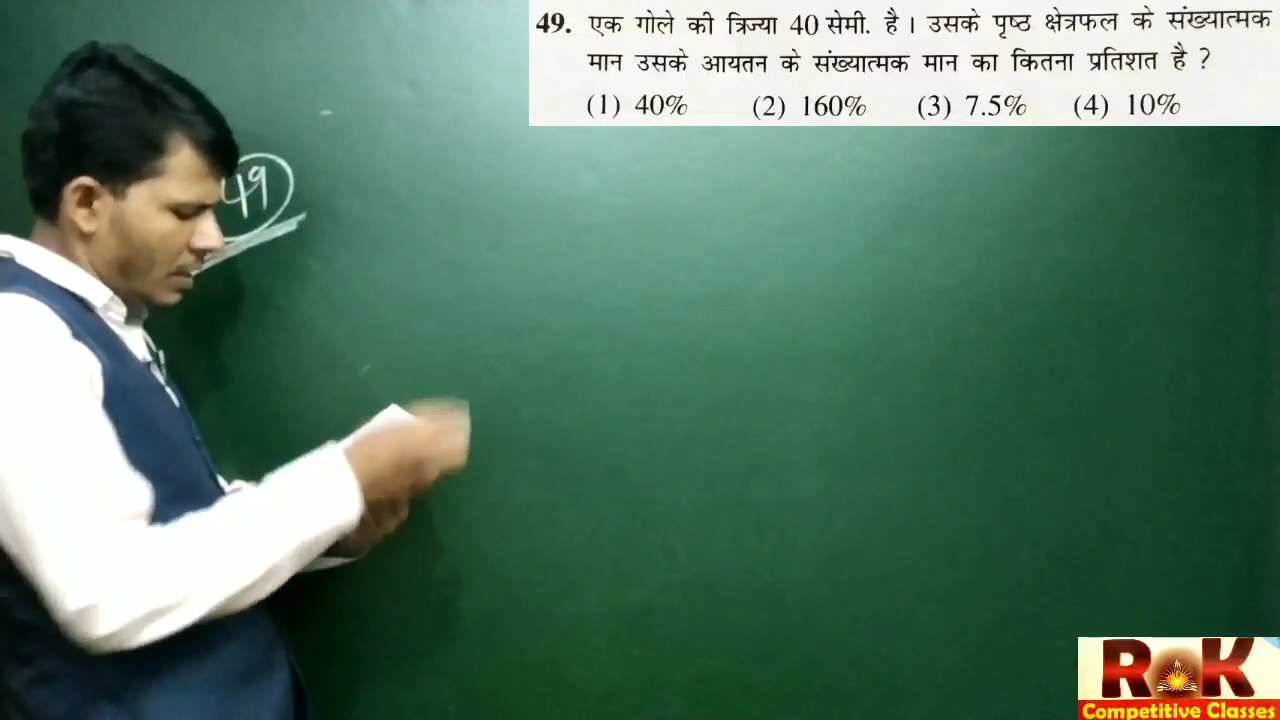 49. एक गोले की त्रिज्या 40 सेमी. है । उसके पृष्ठ क्षेत्रफल के संख्यात्मक
मान उसके आयतन के संख्यात्मक मान का कितना प्रतिशत है ?
(1) 40% (2) 160% (3) 7.5% (4) 10%
49
RK
Competitive Classes